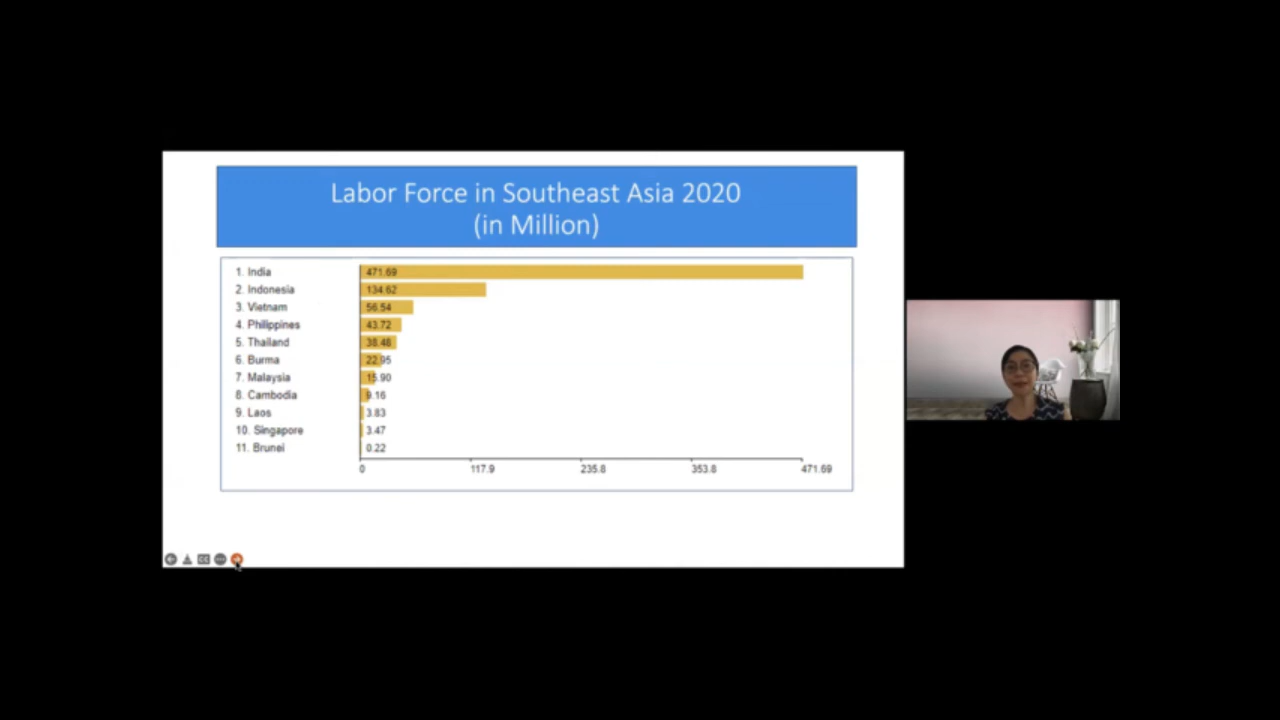 Labor Force in Southeast Asia 2020
(in Million)
1. India 471.69
2. Indonesia 134.62
3. Vietnam 56.54
4. Philippines 43.72
5. Thailand 38.48
6. Burma 22.95
7. Malaysia 15.90
8. Cambodia 9.16
9. Laos 3.83
10. Singapore 3.47
11. Brunei 0.22
0 117.9 235.8 353.8 471.69
CC